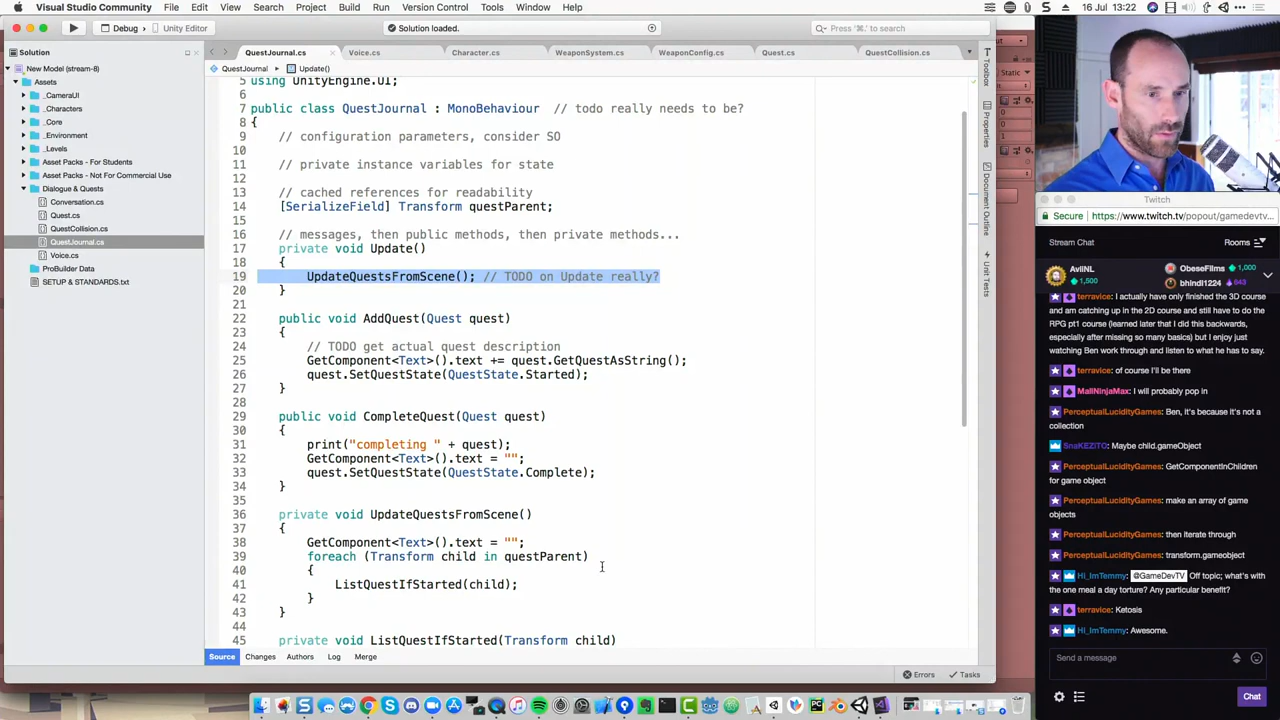 Visual Studio Community File Edit View Search Project Build Run Version Control Tools Window Help 16 Jul 13:22
Debug Unity Editor Solution loaded. Press '⌘.' to search
Solution
QuestJournal.cs Voice.cs Character.cs WeaponSystem.cs WeaponConfig.cs Quest.cs QuestCollision.cs
QuestJournal Update()
New Model (stream-8)
Assets
_CameraUI
_Characters
_Core
_Environment
_Levels
Asset Packs - For Students
Asset Packs - Not For Commercial Use
Dialogue & Quests
Conversation.cs
Quest.cs
QuestCollision.cs
QuestJournal.cs
Voice.cs
ProBuilder Data
SETUP & STANDARDS.txt
5 using UnityEngine.UI;
6
7 public class QuestJournal : MonoBehaviour // todo really needs to be?
8 {
9 // configuration parameters, consider SO
10
11 // private instance variables for state
12
13 // cached references for readability
14 [SerializeField] Transform questParent;
15
16 // messages, then public methods, then private methods...
17 private void Update()
18 {
19 UpdateQuestsFromScene(); // TODO on Update really?
20 }
21
22 public void AddQuest(Quest quest)
23 {
24 // TODO get actual quest description
25 GetComponent<Text>().text += quest.GetQuestAsString();
26 quest.SetQuestState(QuestState.Started);
27 }
28
29 public void CompleteQuest(Quest quest)
30 {
31 print("completing " + quest);
32 GetComponent<Text>().text = "";
33 quest.SetQuestState(QuestState.Complete);
34 }
35
36 private void UpdateQuestsFromScene()
37 {
38 GetComponent<Text>().text = "";
39 foreach (Transform child in questParent)
40 {
41 ListQuestIfStarted(child);
42 }
43 }
44
45 private void ListQuestIfStarted(Transform child)
Source Changes Authors Log Merge
Errors Tasks
Toolbox
Properties
Document Outline
Unit Tests
Static
0
0
1
Twitch
Secure https://www.twitch.tv/popout/gamedevtv...
Stream Chat Rooms
AvilNL 1,500
ObeseFilms 1,000
bhindi1224 643
terravice: I actually have only finished the 3D course
and am catching up in the 2D course and still have to do the
RPG pt1 course (learned later that I did this backwards,
especially after missing so many basics) but I enjoy just
watching Ben work through and listen to what he has to say.
terravice: of course I'll be there
MallNinjaMax: I will probably pop in
PerceptualLucidityGames: Ben, it's because it's not a
collection
SnaKEZiTO: Maybe child.gameObject
PerceptualLucidityGames: GetComponentInChildren
for game object
PerceptualLucidityGames: make an array of game
objects
PerceptualLucidityGames: then iterate through
PerceptualLucidityGames: transform.gameobject
Hi_ImTemmy: @GameDevTV Off topic; what's with
the one meal a day torture? Any particular benefit?
terravice: Ketosis
Hi_ImTemmy: Awesome.
Send a message
Chat